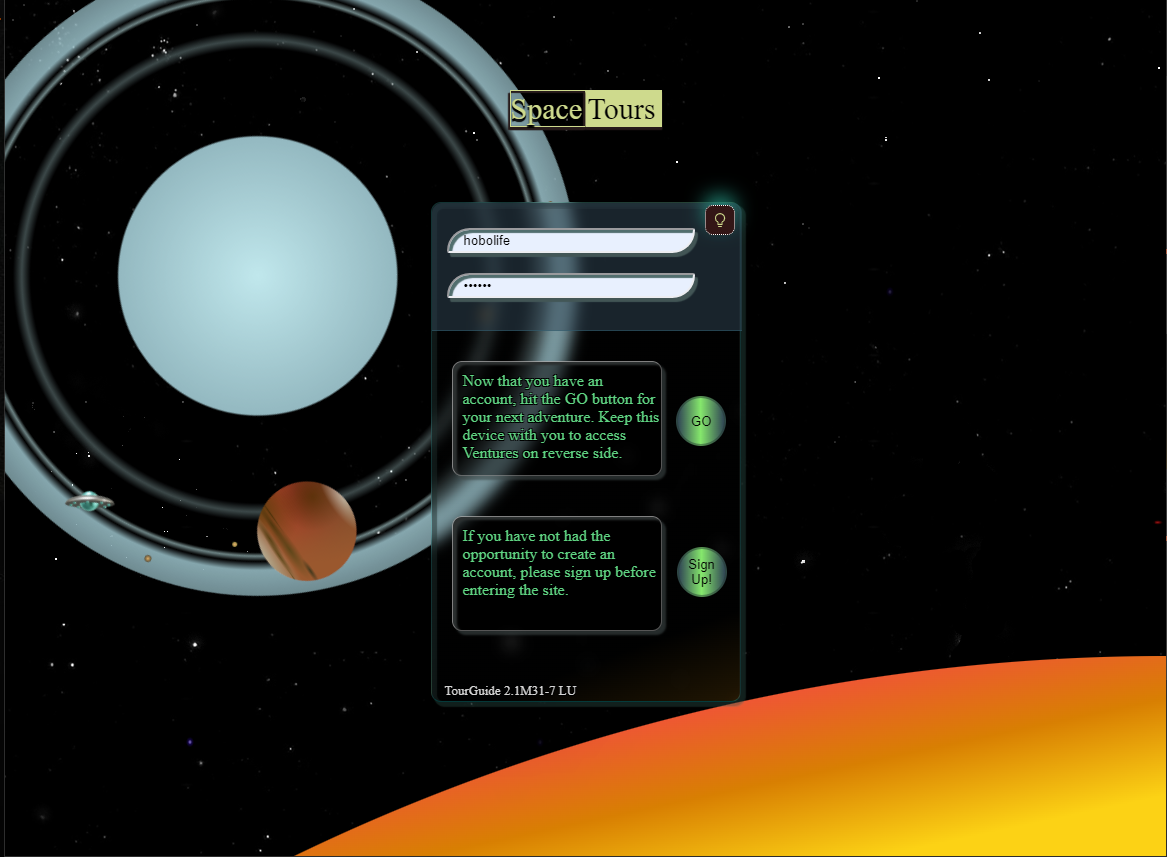 Space Tours
hobolife
••••••
Now that you have an
account, hit the GO button for
your next adventure. Keep this
device with you to access
Ventures on reverse side.
GO
If you have not had the
opportunity to create an
account, please sign up before
entering the site.
Sign
Up!
TourGuide 2.1M31-7 LU